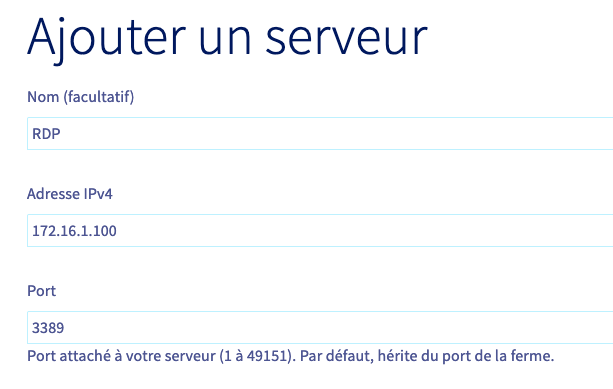 Ajouter un serveur
Nom (facultatif)
RDP
Adresse IPv4
172.16.1.100
Port
3389
Port attaché à votre serveur (1 à 49151). Par défaut, hérite du port de la ferme.